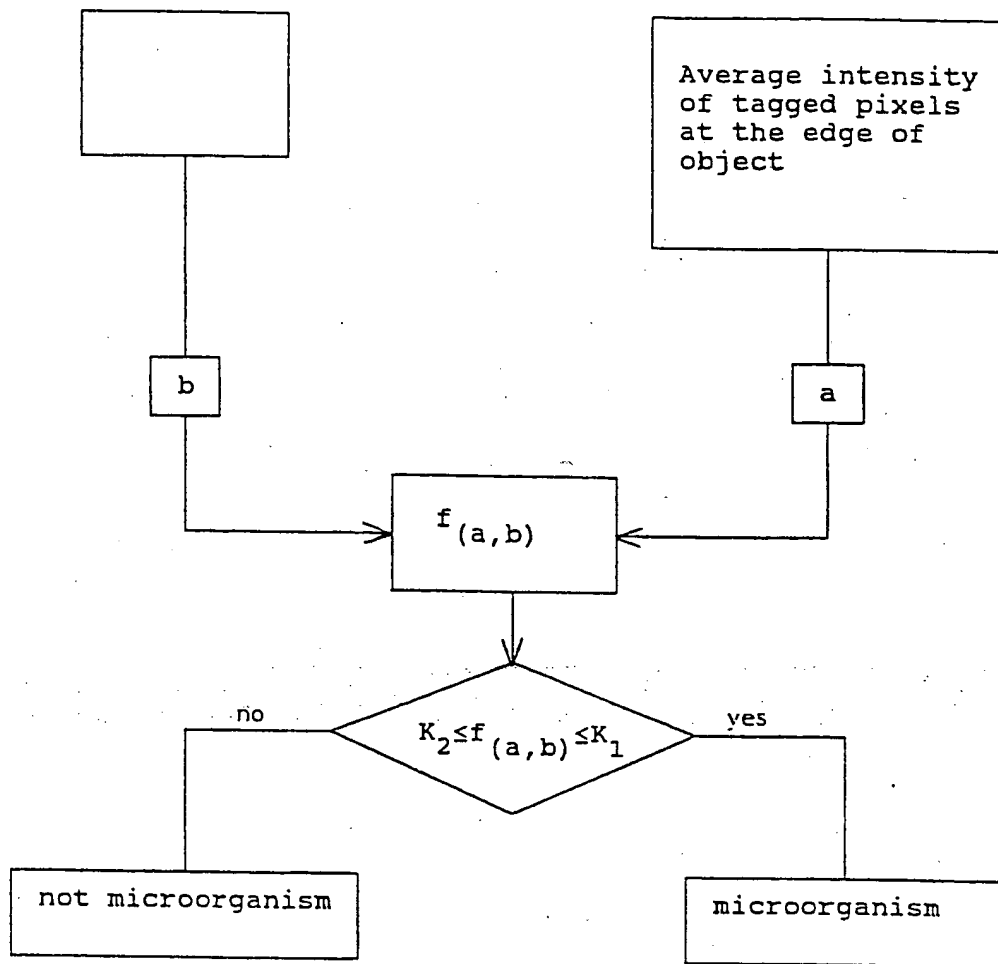 Average intensity
of tagged pixels
at the edge of
object
b
a
f(a,b)
no
K2≤f(a,b)≤K1
yes
not microorganism
microorganism